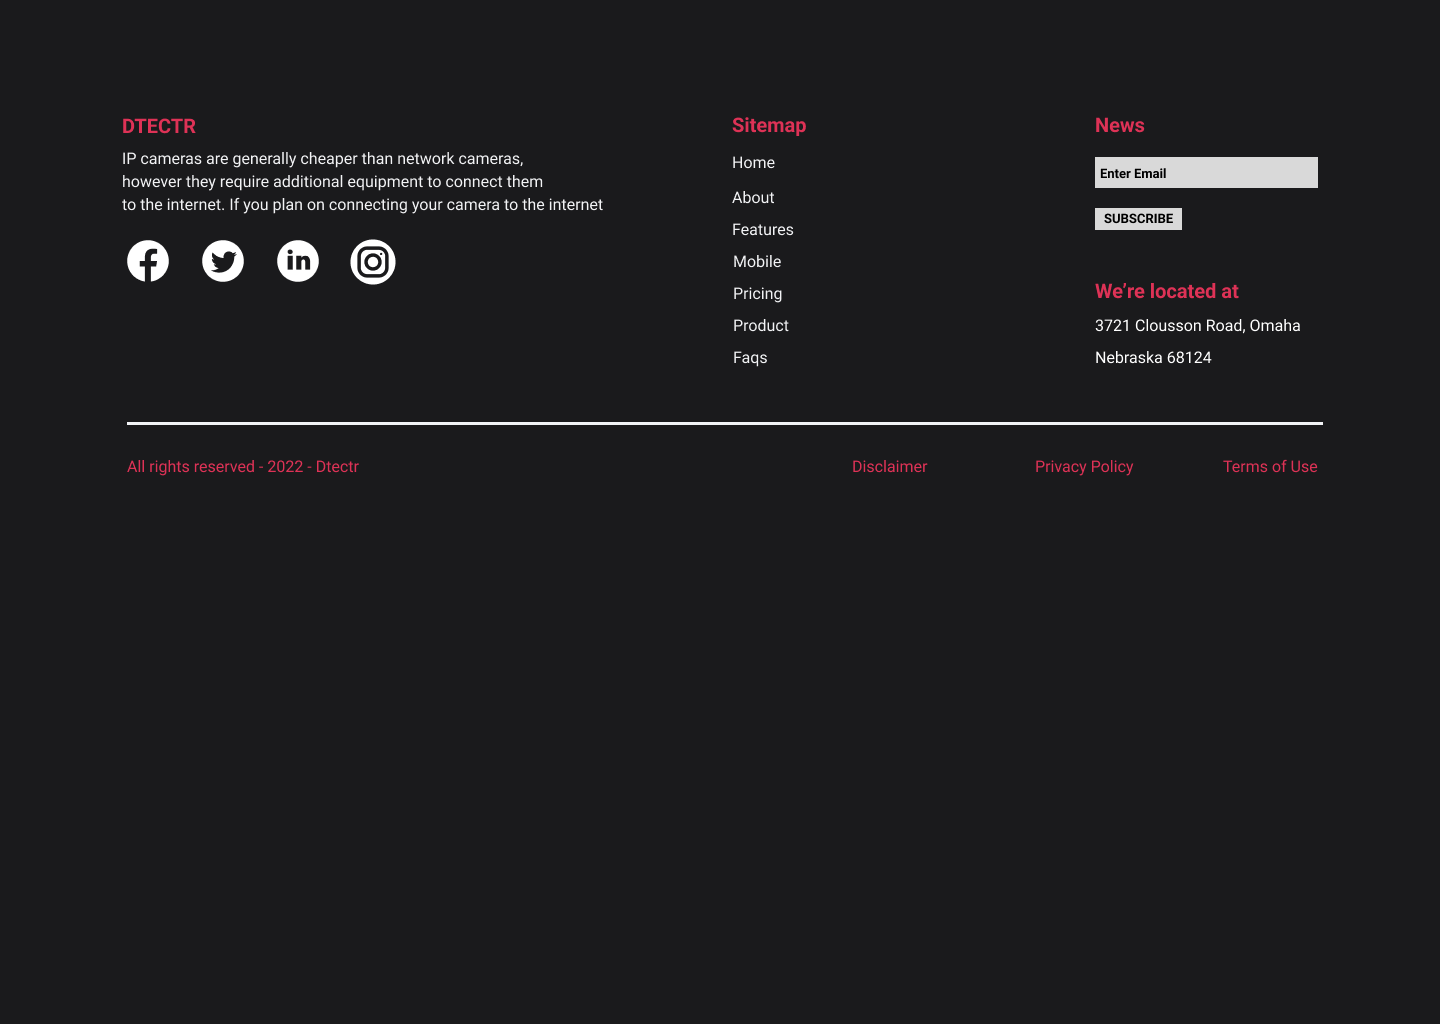 DTECTR
IP cameras are generally cheaper than network cameras,
however they require additional equipment to connect them
to the internet. If you plan on connecting your camera to the internet
in
Sitemap
Home
About
Features
Mobile
Pricing
Product
Faqs
News
Enter Email
SUBSCRIBE
We’re located at
3721 Clousson Road, Omaha
Nebraska 68124
All rights reserved - 2022 - Dtectr
Disclaimer
Privacy Policy
Terms of Use